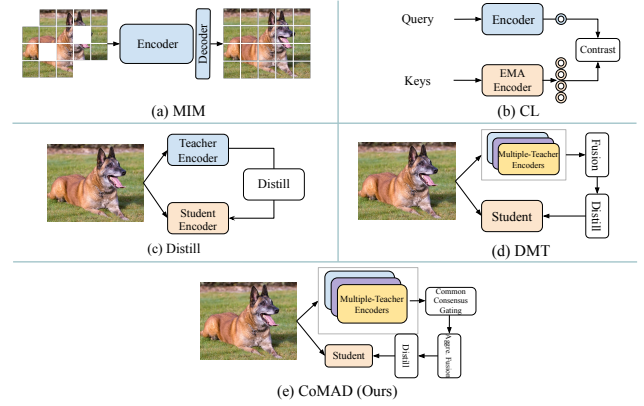 Encoder
Decoder
(a) MIM
Query
Encoder
Keys
EMA
Encoder
Contrast
(b) CL
Teacher
Encoder
Student
Encoder
Distill
(c) Distill
Multiple-Teacher
Encoders
Fusion
Distill
Student
(d) DMT
Multiple-Teacher
Encoders
Common
Consensus
Gating
Aggre. Fusion
Distill
Student
(e) CoMAD (Ours)